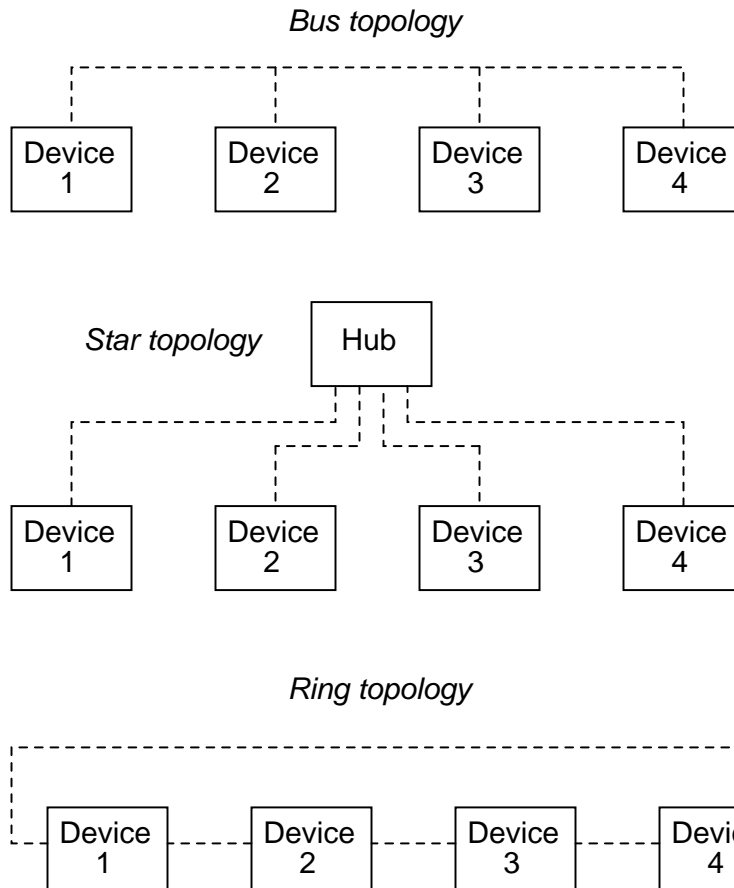 Bus topology
Device Device Device Device
1 2 3 4
Star topology Hub
Device Device Device Device
1 2 3 4
Ring topology
Device Device Device Devic
1 2 3 4